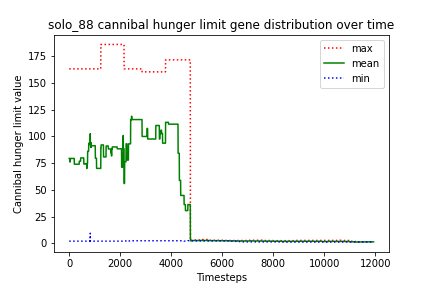 solo_88 cannibal hunger limit gene distribution over time
max
mean
min
Cannibal hunger limit value
175
150
125
100
75
50
25
0
0 2000 4000 6000 8000 10000 12000
Timesteps